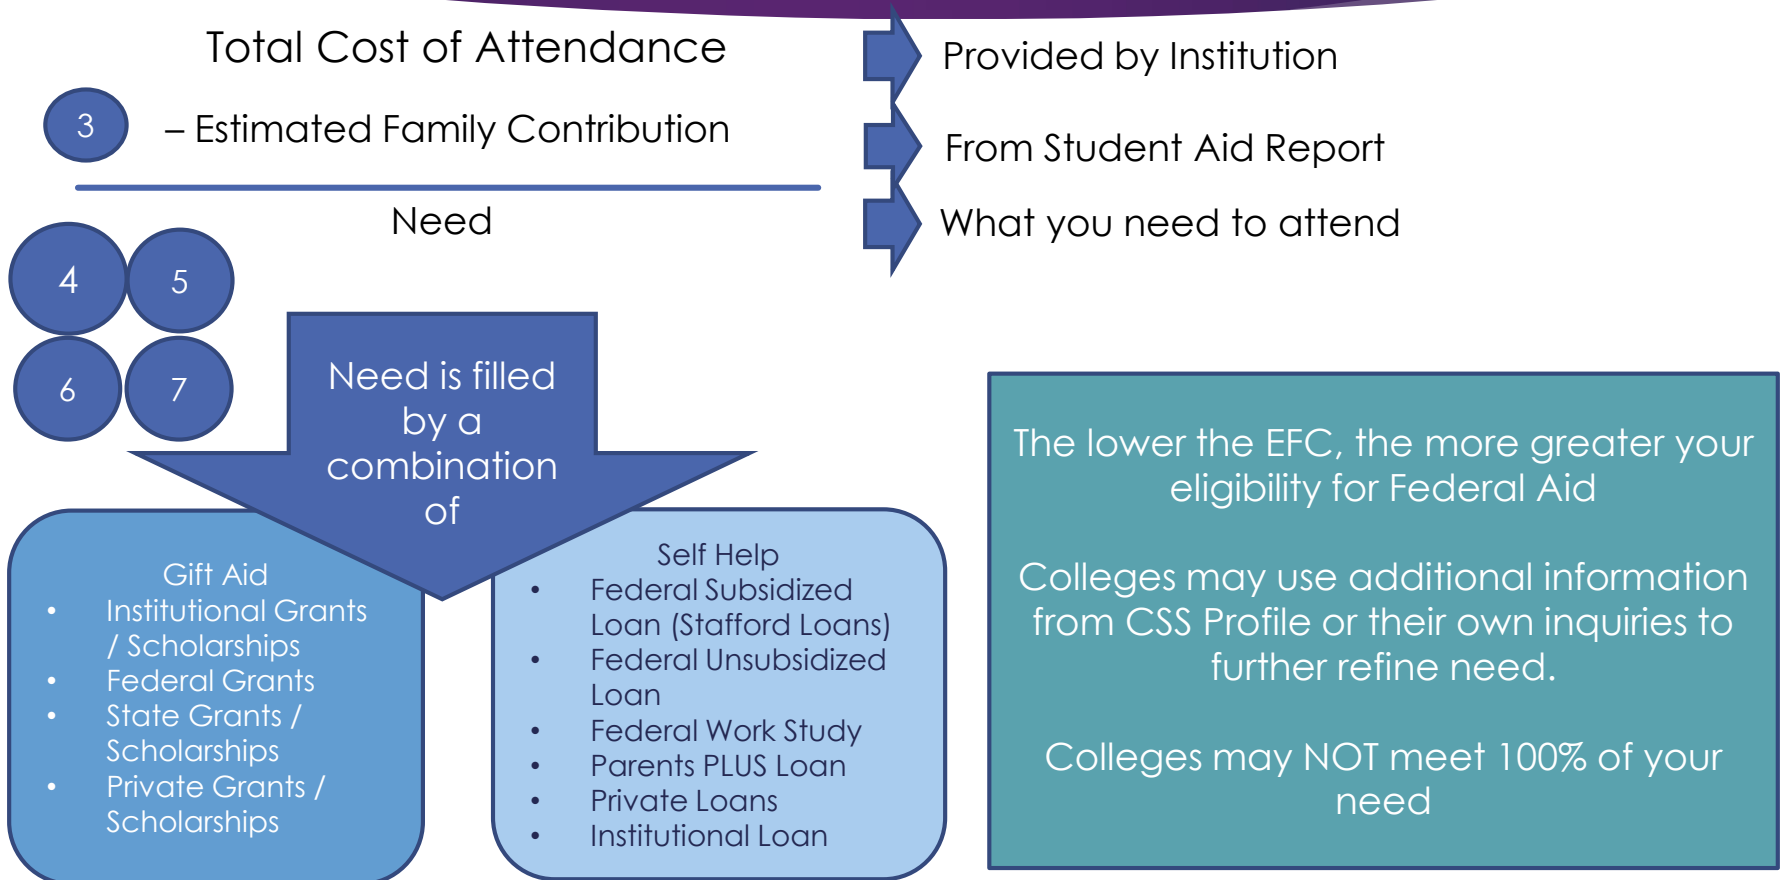 Total Cost of Attendance
Provided by Institution
3
– Estimated Family Contribution
From Student Aid Report
Need
What you need to attend
4
5
6
7
Need is filled
by a
combination
of
Gift Aid
• Institutional Grants
/ Scholarships
• Federal Grants
• State Grants /
Scholarships
• Private Grants /
Scholarships
Self Help
• Federal Subsidized
Loan (Stafford Loans)
• Federal Unsubsidized
Loan
• Federal Work Study
• Parents PLUS Loan
• Private Loans
• Institutional Loan
The lower the EFC, the more greater your
eligibility for Federal Aid
Colleges may use additional information
from CSS Profile or their own inquiries to
further refine need.
Colleges may NOT meet 100% of your
need